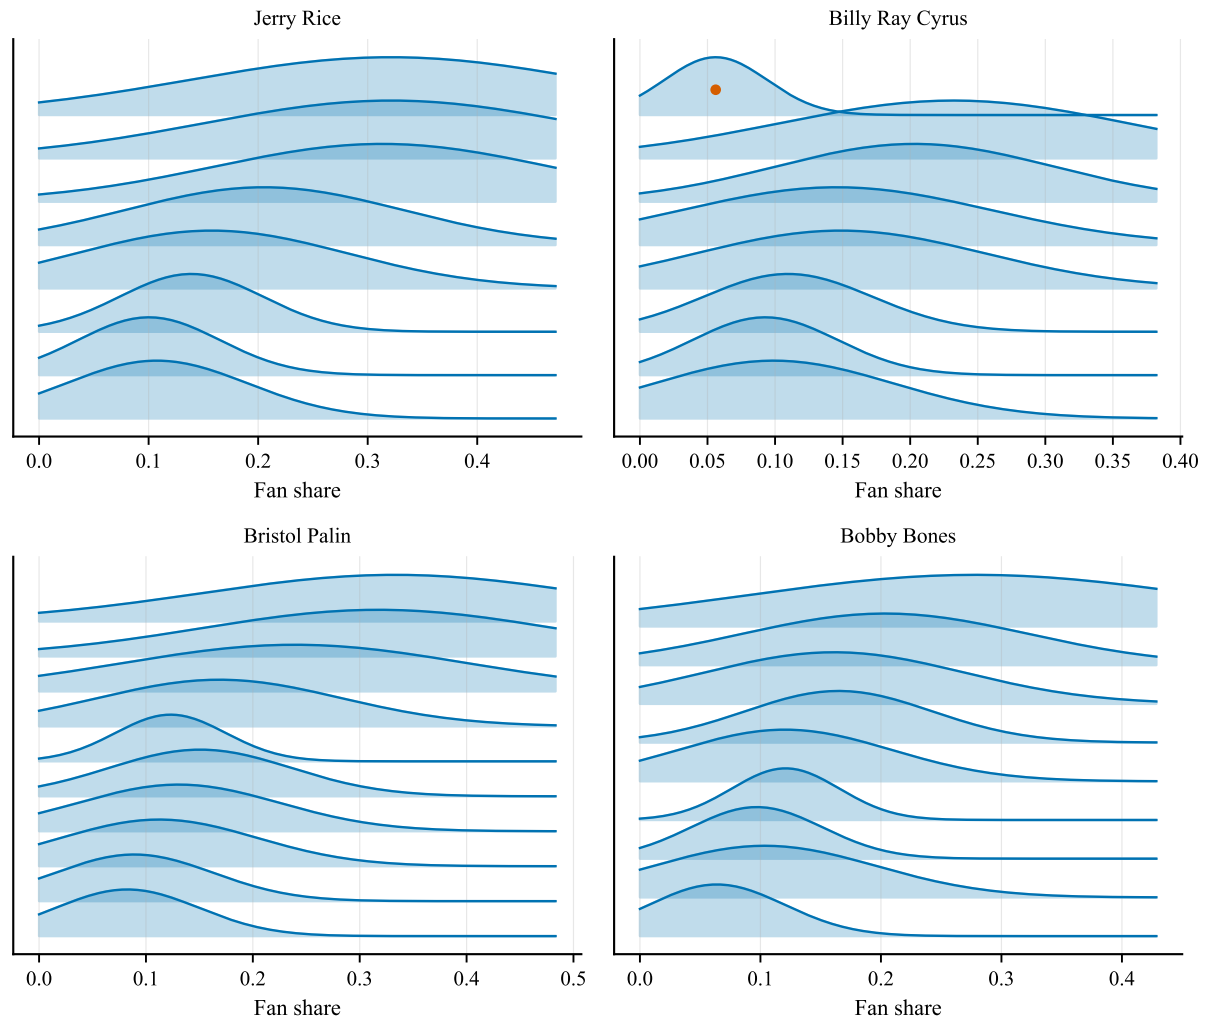 Jerry Rice
0.0 0.1 0.2 0.3 0.4
Fan share
Billy Ray Cyrus
0.00 0.05 0.10 0.15 0.20 0.25 0.30 0.35 0.40
Fan share
Bristol Palin
0.0 0.1 0.2 0.3 0.4 0.5
Fan share
Bobby Bones
0.0 0.1 0.2 0.3 0.4
Fan share